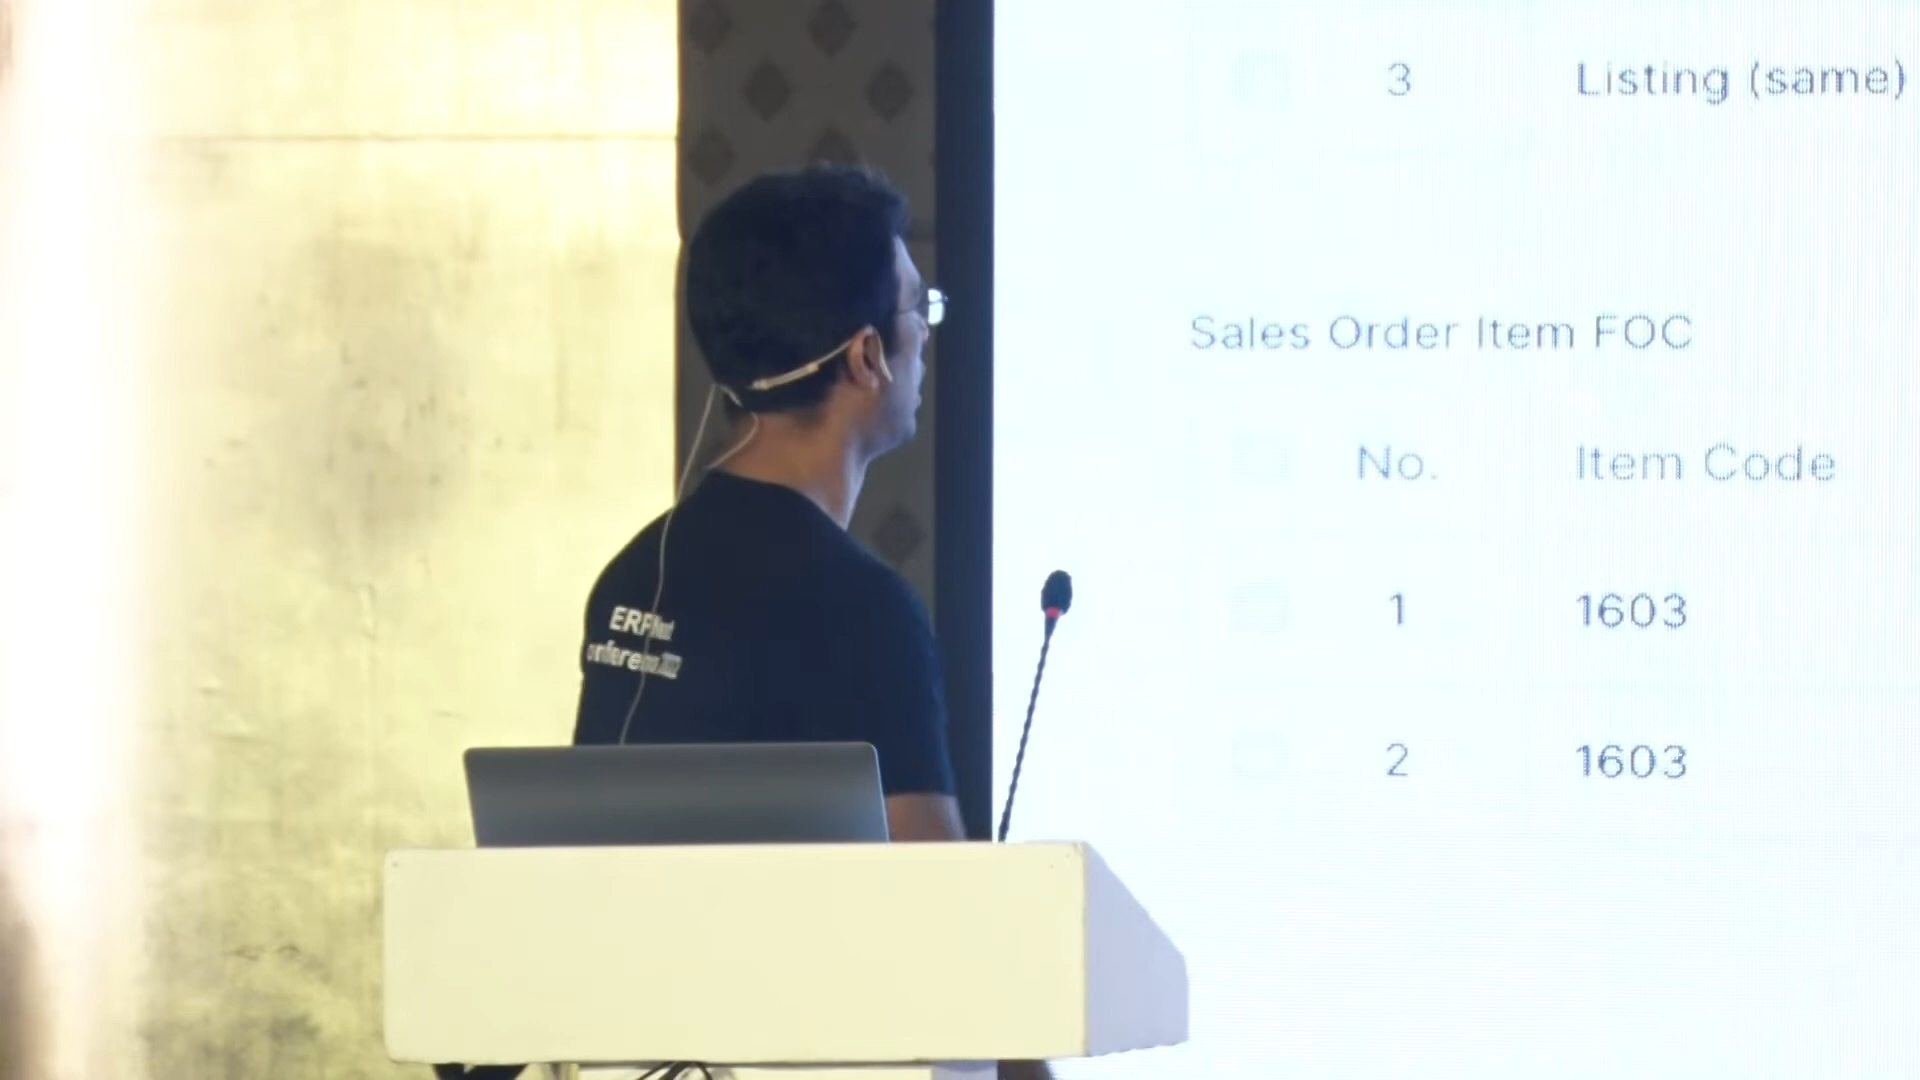 3 Listing (same)
Sales Order Item FOC
No. Item Code
1 1603
2 1603
ERPNext